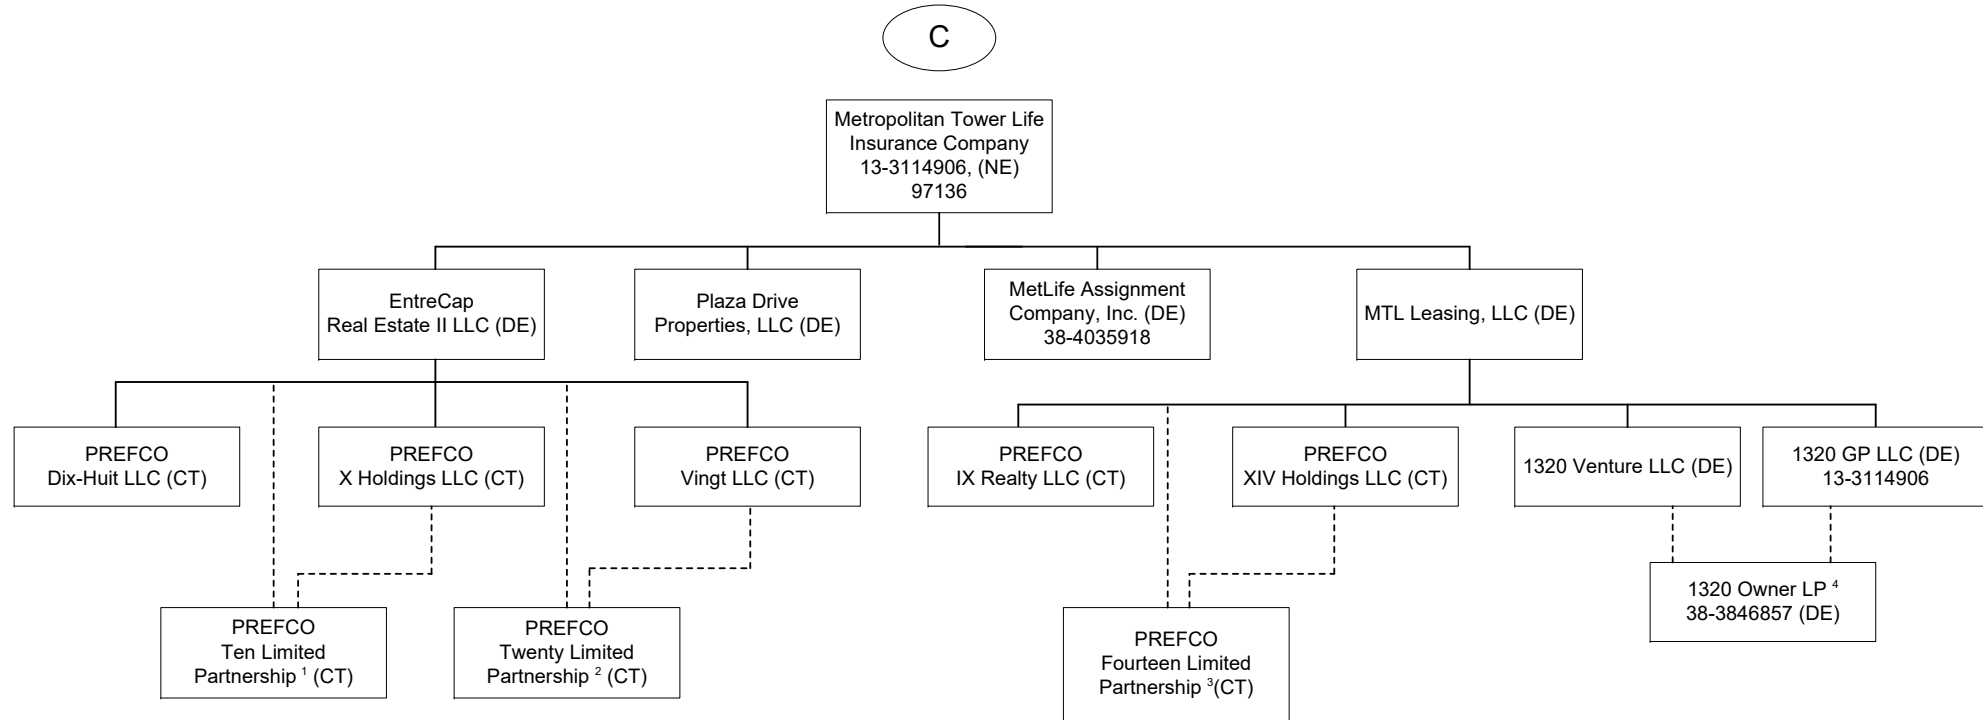 C
Metropolitan Tower Life
Insurance Company
13-3114906, (NE)
97136
EntreCap
Real Estate II LLC (DE)
Plaza Drive
Properties, LLC (DE)
MetLife Assignment
Company, Inc. (DE)
38-4035918
MTL Leasing, LLC (DE)
PREFCO
Dix-Huit LLC (CT)
PREFCO
X Holdings LLC (CT)
PREFCO
Vingt LLC (CT)
PREFCO
IX Realty LLC (CT)
PREFCO
XIV Holdings LLC (CT)
1320 Venture LLC (DE)
1320 GP LLC (DE)
13-3114906
1320 Owner LP 4
38-3846857 (DE)
PREFCO
Ten Limited
Partnership 1 (CT)
PREFCO
Twenty Limited
Partnership 2 (CT)
PREFCO
Fourteen Limited
Partnership 3(CT)